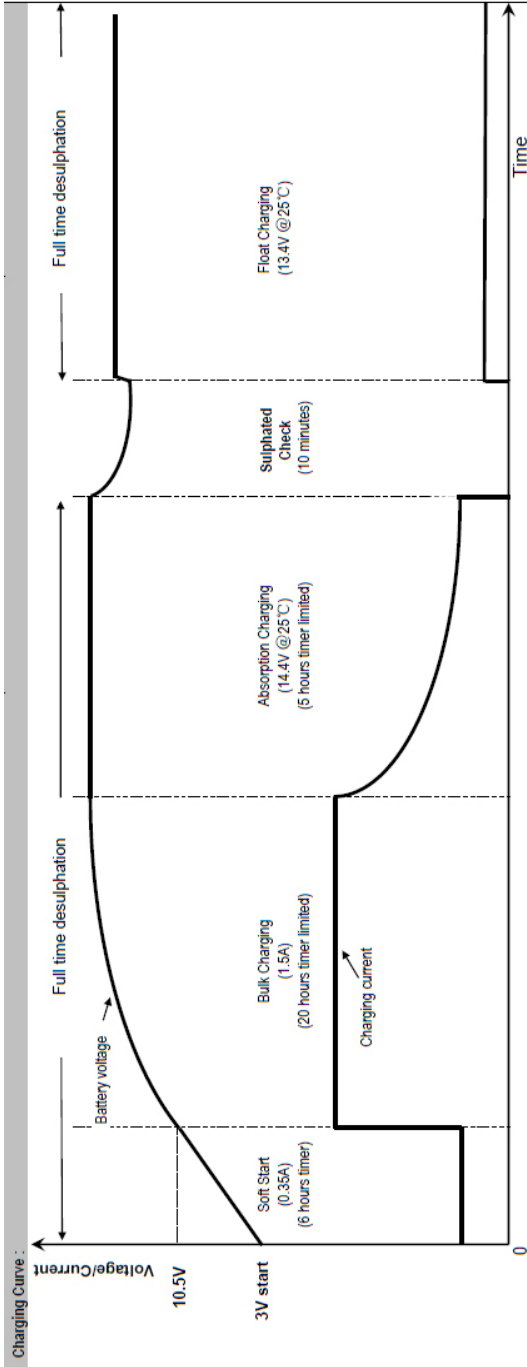 Charging Curve :
Voltage/Current
Full time desulphation
Full time desulphation
Battery voltage
10.5V
3V start
Soft Start
(0.35A)
(6 hours timer)
Bulk Charging
(1.5A)
(20 hours timer limited)
Absorption Charging
(14.4V @25℃)
(5 hours timer limited)
Sulphated
Check
(10 minutes)
Float Charging
(13.4V @25℃)
Charging current
0
Time